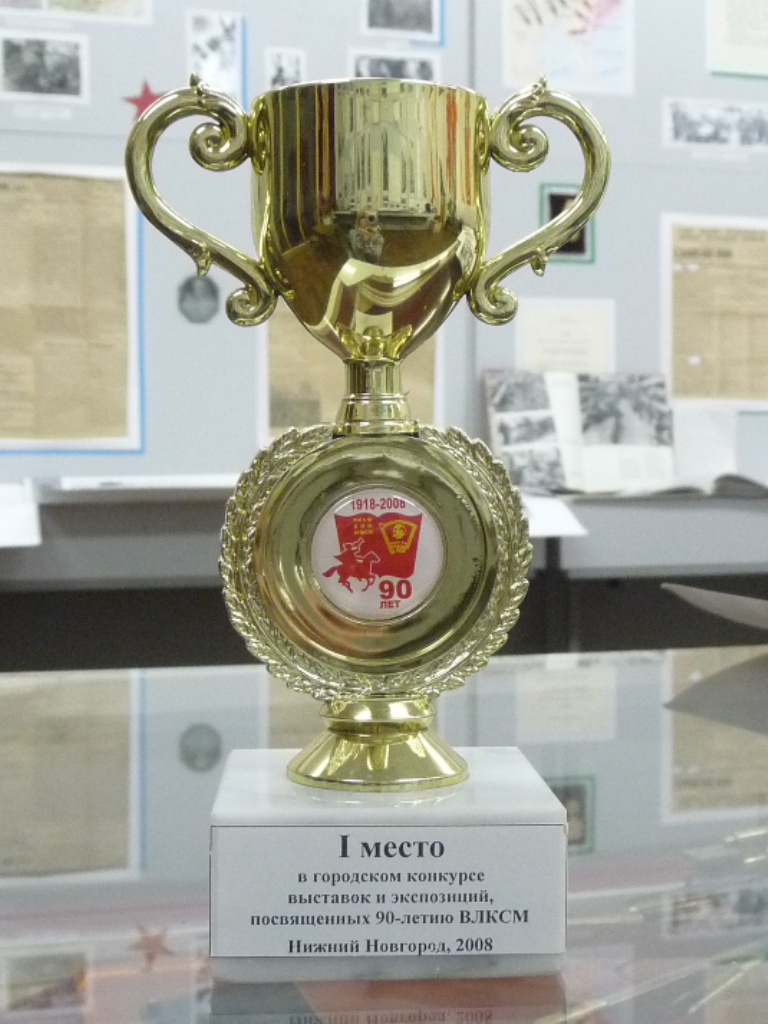 1918-2008
90
ЛЕТ
I место
в городском конкурсе
выставок и экспозиций,
посвященных 90-летию ВЛКСМ
Нижний Новгород, 2008